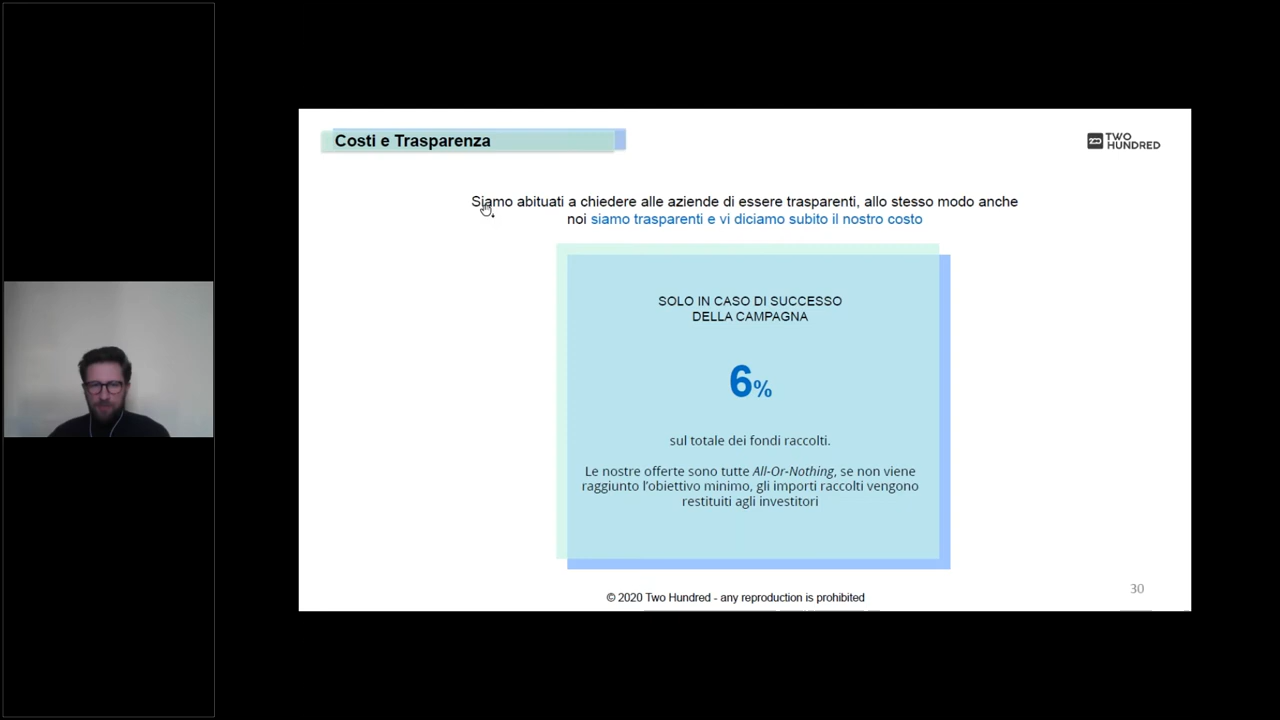 Costi e Trasparenza
TWO
HUNDRED
Siamo abituati a chiedere alle aziende di essere trasparenti, allo stesso modo anche
noi siamo trasparenti e vi diciamo subito il nostro costo
SOLO IN CASO DI SUCCESSO
DELLA CAMPAGNA
6%
sul totale dei fondi raccolti.
Le nostre offerte sono tutte All-Or-Nothing, se non viene
raggiunto l'obiettivo minimo, gli importi raccolti vengono
restituiti agli investitori
© 2020 Two Hundred - any reproduction is prohibited
30